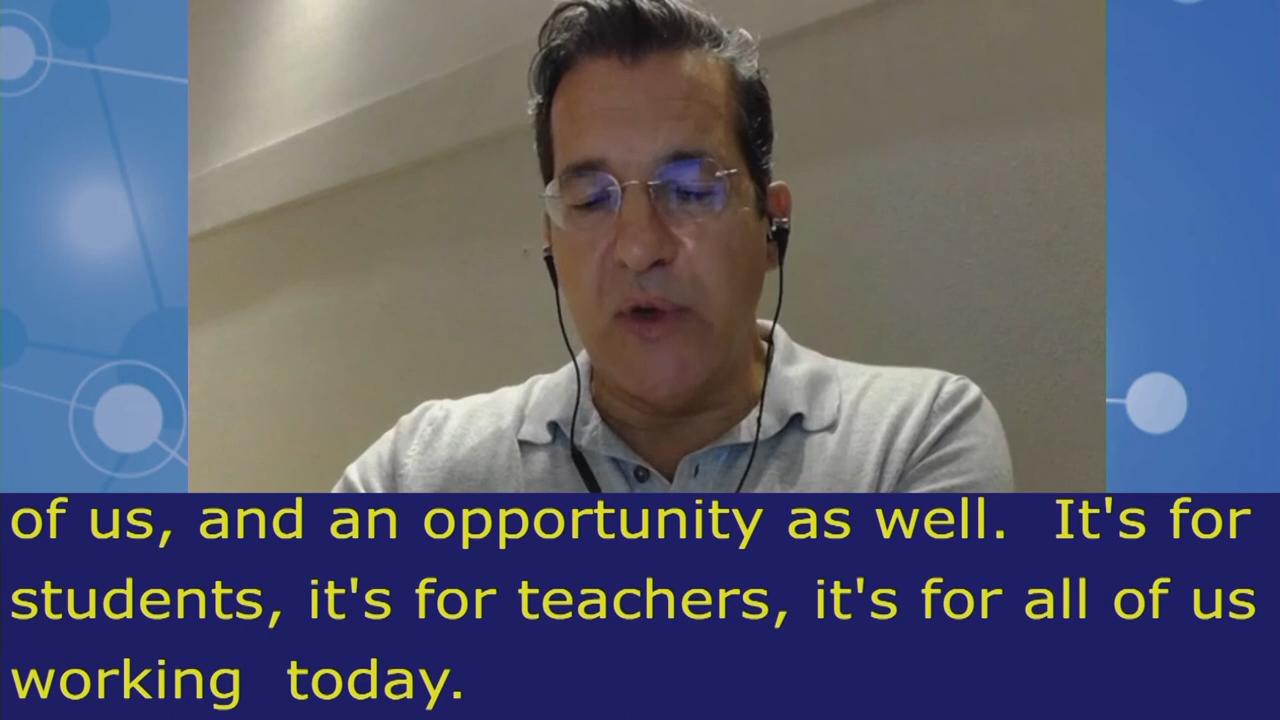 of us, and an opportunity as well.  It's for
students, it's for teachers, it's for all of us
working  today.